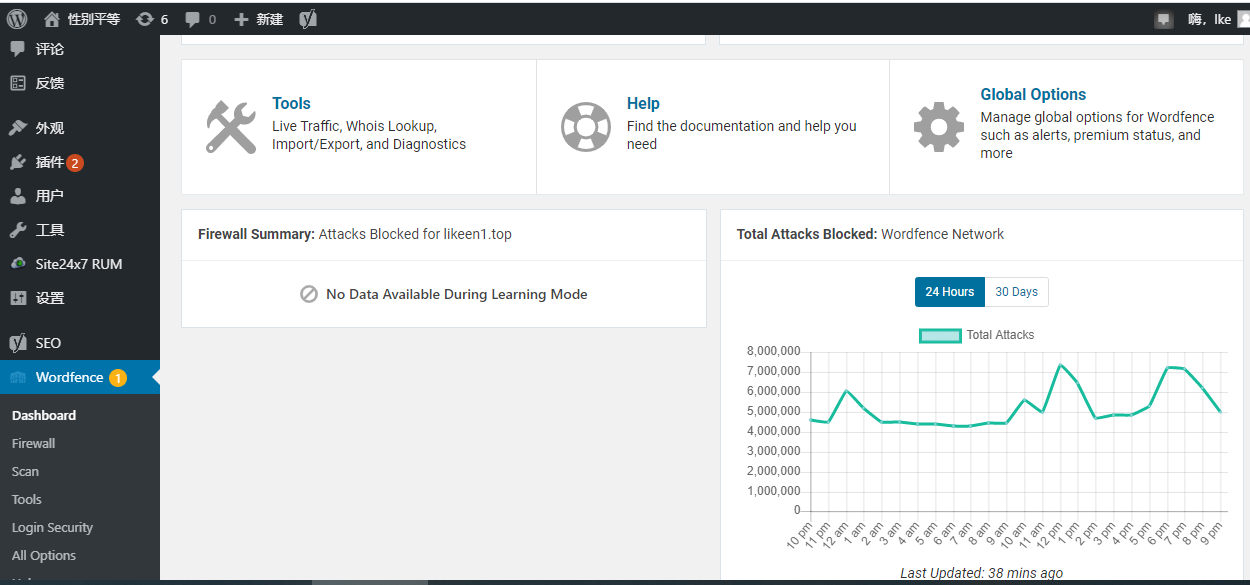 性别平等 6 0 新建 嗨，Ike
评论
反馈
外观
插件 2
用户
工具
Site24x7 RUM
设置
SEO
Wordfence 1
Dashboard
Firewall
Scan
Tools
Login Security
All Options
Tools
Live Traffic, Whois Lookup,
Import/Export, and Diagnostics
Help
Find the documentation and help you
need
Global Options
Manage global options for Wordfence
such as alerts, premium status, and
more
Firewall Summary: Attacks Blocked for likeen1.top
No Data Available During Learning Mode
Total Attacks Blocked: Wordfence Network
24 Hours 30 Days
Total Attacks
8,000,000
7,000,000
6,000,000
5,000,000
4,000,000
3,000,000
2,000,000
1,000,000
0
10 pm 11 pm 12 am 1 am 2 am 3 am 4 am 5 am 6 am 7 am 8 am 9 am 10 am 11 am 12 pm 1 pm 2 pm 3 pm 4 pm 5 pm 6 pm 7 pm 8 pm 9 pm
Last Updated: 38 mins ago